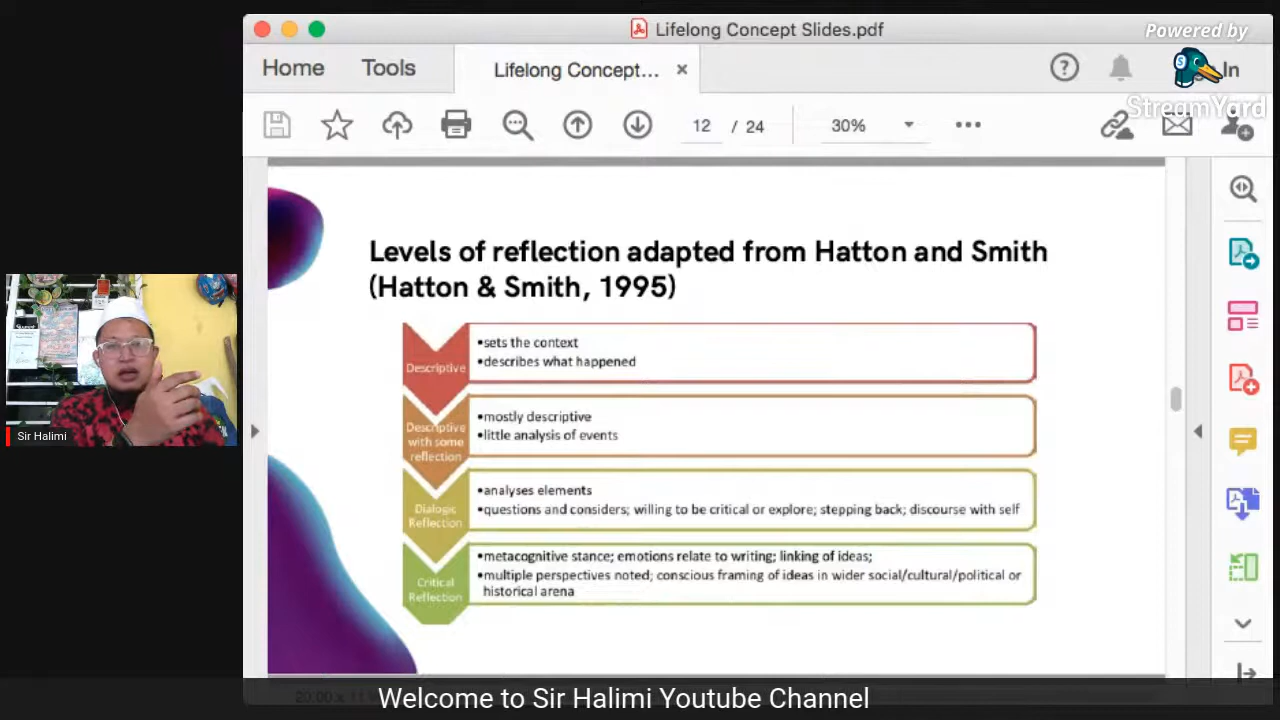 Lifelong Concept Slides.pdf
Powered by
Home
Tools
Lifelong Concept...
In
StreamYard
12 / 24
30%
Levels of reflection adapted from Hatton and Smith
(Hatton & Smith, 1995)
Descriptive
•sets the context
•describes what happened
Descriptive
with some
reflection
•mostly descriptive
•little analysis of events
Dialogic
Reflection
•analyses elements
•questions and considers; willing to be critical or explore; stepping back; discourse with self
Critical
Reflection
•metacognitive stance; emotions relate to writing; linking of ideas;
•multiple perspectives noted; conscious framing of ideas in wider social/cultural/political or
historical arena
Sir Halimi
Welcome to Sir Halimi Youtube Channel